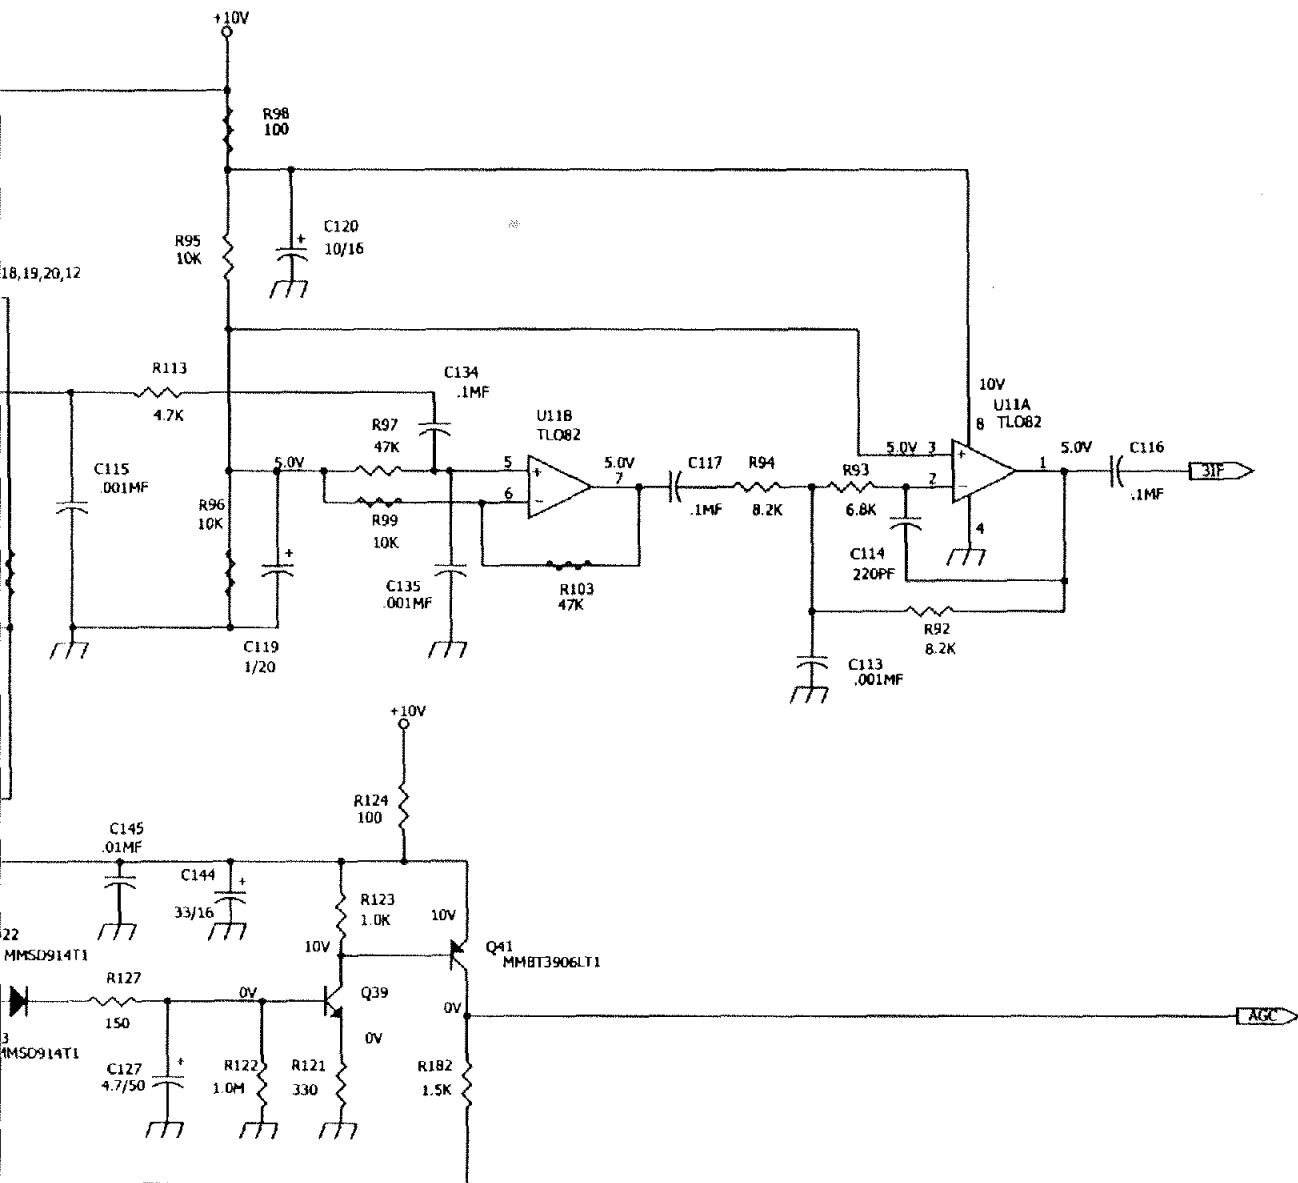 +10V
R98
100
C120
+
10/16
R95
10K
18,19,20,12
R113
4.7K
C134
.1MF
10V
U11A
TL082
8
U11B
TL082
R97
47K
5.0V
5
+
6
−
5.0V
7
C117
.1MF
R94
8.2K
R93
6.8K
5.0V 3
+
2
−
1
5.0V
C116
.1MF
3IF
4
C115
.001MF
R96
10K
R99
10K
+
C119
1/20
C135
.001MF
R103
47K
C114
220PF
R92
8.2K
C113
.001MF
+10V
R124
100
C145
.01MF
C144
+
33/16
R123
1.0K
10V
10V
Q41
MMBT3906LT1
22
MMSD914T1
R127
150
0V
Q39
0V
0V
AGC
3
MMSD914T1
C127
4.7/50
+
R122
1.0M
R121
330
R182
1.5K